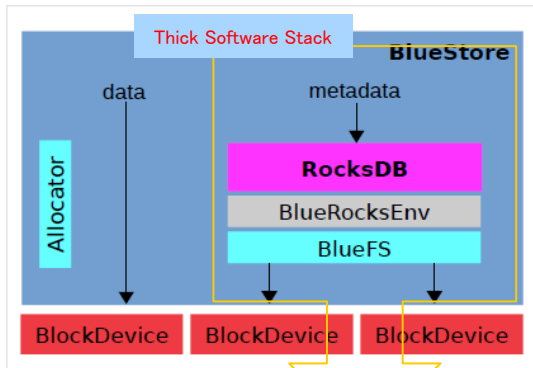 Thick Software Stack
BlueStore
data
metadata
Allocator
RocksDB
BlueRocksEnv
BlueFS
BlockDevice
BlockDevice
BlockDevice